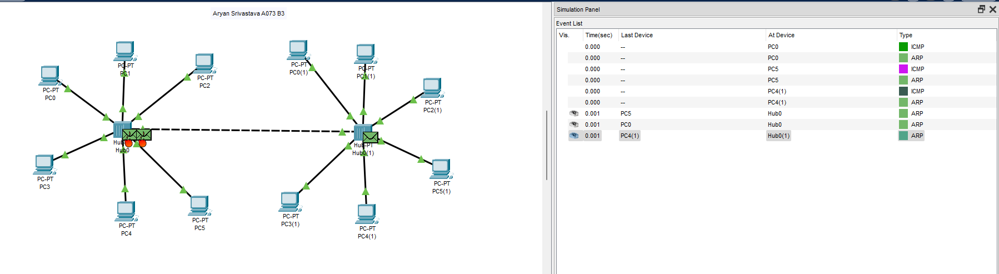 Aryan Srivastava A073 B3
PC-PT
PC1
PC-PT
PC2
PC-PT
PC0
Hub-PT
Hub0
PC-PT
PC3
PC-PT
PC4
PC-PT
PC5
PC-PT
PC0(1)
PC-PT
PC1(1)
PC-PT
PC2(1)
Hub-PT
Hub0(1)
PC-PT
PC5(1)
PC-PT
PC3(1)
PC-PT
PC4(1)
Simulation Panel
Event List
Vis. Time(sec) Last Device At Device Type
0.000 -- PC0 ICMP
0.000 -- PC0 ARP
0.000 -- PC5 ICMP
0.000 -- PC5 ARP
0.000 -- PC4(1) ICMP
0.000 -- PC4(1) ARP
0.001 PC5 Hub0 ARP
0.001 PC0 Hub0 ARP
0.001 PC4(1) Hub0(1) ARP